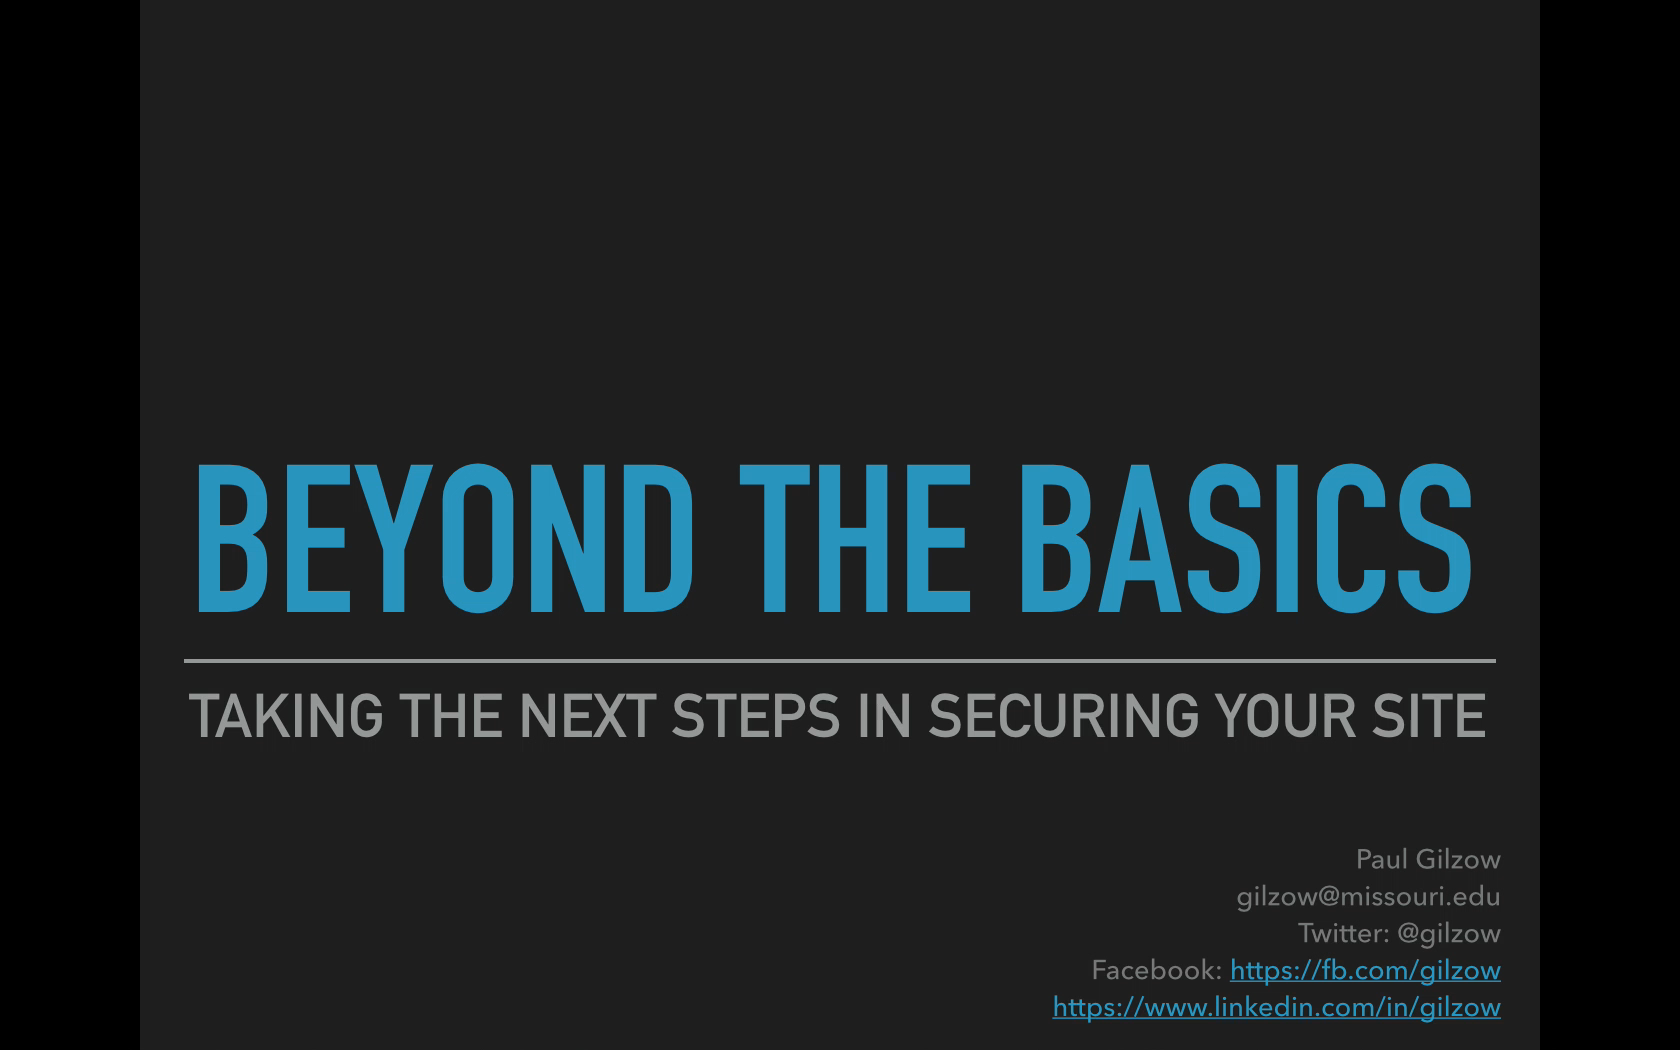 BEYOND THE BASICS
TAKING THE NEXT STEPS IN SECURING YOUR SITE
Paul Gilzow
gilzow@missouri.edu
Twitter: @gilzow
Facebook: https://fb.com/gilzow
https://www.linkedin.com/in/gilzow